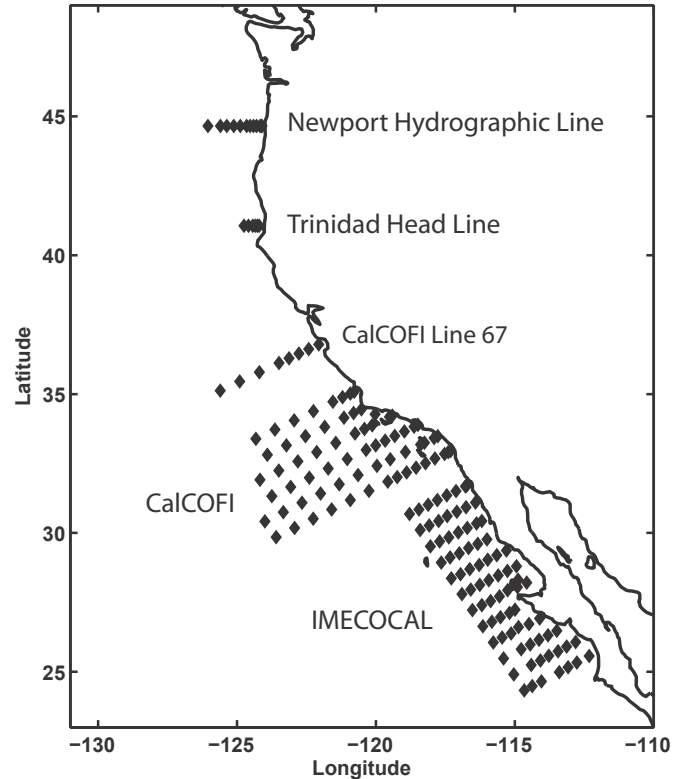 Newport Hydrographic Line
Trinidad Head Line
CalCOFI Line 67
CalCOFI
IMECOCAL
Latitude
45
40
35
30
25
−130
−125
−120
−115
−110
Longitude